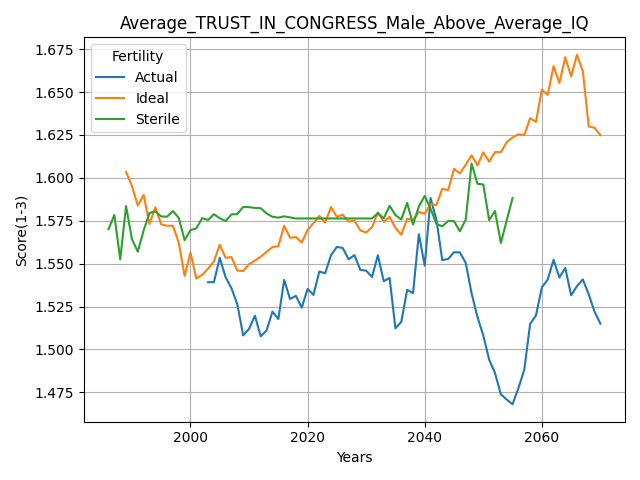 Average_TRUST_IN_CONGRESS_Male_Above_Average_IQ
Fertility
Actual
Ideal
Sterile
Score(1-3)
1.675
1.650
1.625
1.600
1.575
1.550
1.525
1.500
1.475
2000 2020 2040 2060
Years